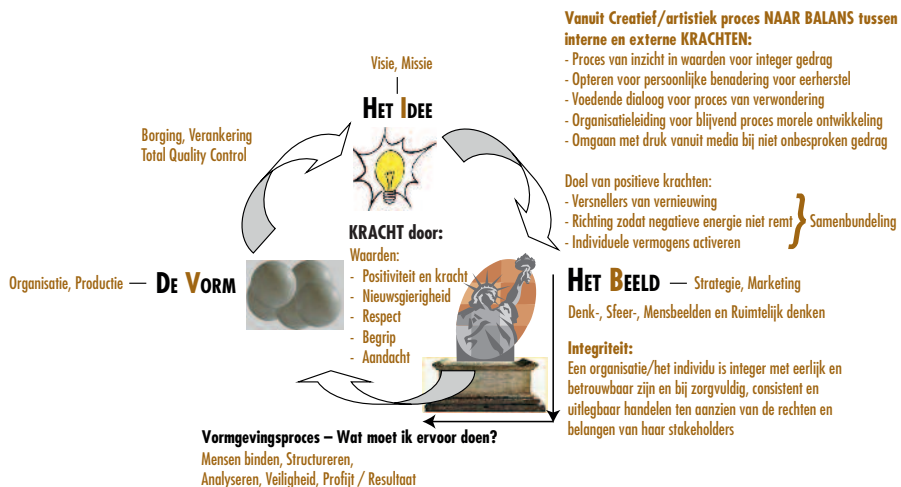 Vanuit Creatief/artistiek proces NAAR BALANS tussen
interne en externe KRACHTEN:
- Proces van inzicht in waarden voor integer gedrag
- Opteren voor persoonlijke benadering voor eerherstel
- Voedende dialoog voor proces van verwondering
- Organisatieleiding voor blijvend proces morele ontwikkeling
- Omgaan met druk vanuit media bij niet onbesproken gedrag
Visie, Missie
HET IDEE
Borging, Verankering
Total Quality Control
Doel van positieve krachten:
- Versnellers van vernieuwing
- Richting zodat negatieve energie niet remt } Samenbundeling
- Individuele vermogens activeren
KRACHT door:
Waarden:
- Positiviteit en kracht
- Nieuwsgierigheid
- Respect
- Begrip
- Aandacht
Organisatie, Productie — DE VORM
HET BEELD — Strategie, Marketing
Denk-, Sfeer-, Mensbeelden en Ruimtelijk denken
Integriteit:
Een organisatie/het individu is integer met eerlijk en
betrouwbaar zijn en bij zorgvuldig, consistent en
uitlegbaar handelen ten aanzien van de rechten en
belangen van haar stakeholders
Vormgevingsproces – Wat moet ik ervoor doen?
Mensen binden, Structureren,
Analyseren, Veiligheid, Profijt / Resultaat